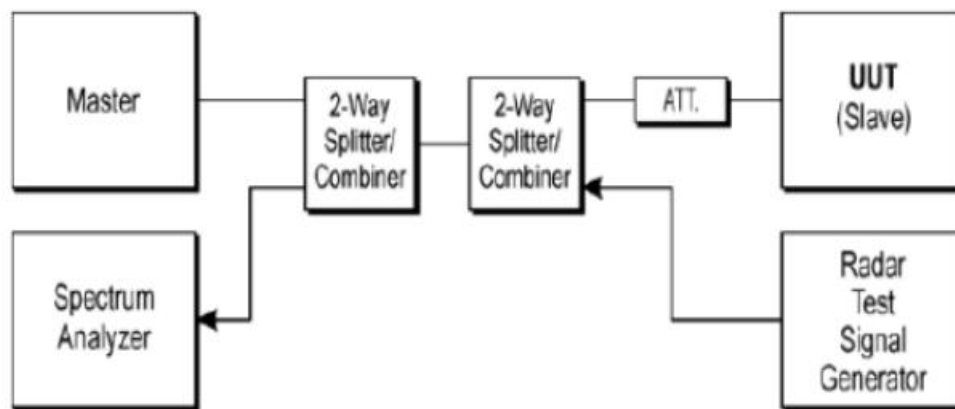 Master
2-Way
Splitter/
Combiner
2-Way
Splitter/
Combiner
ATT.
UUT
(Slave)
Spectrum
Analyzer
Radar
Test
Signal
Generator